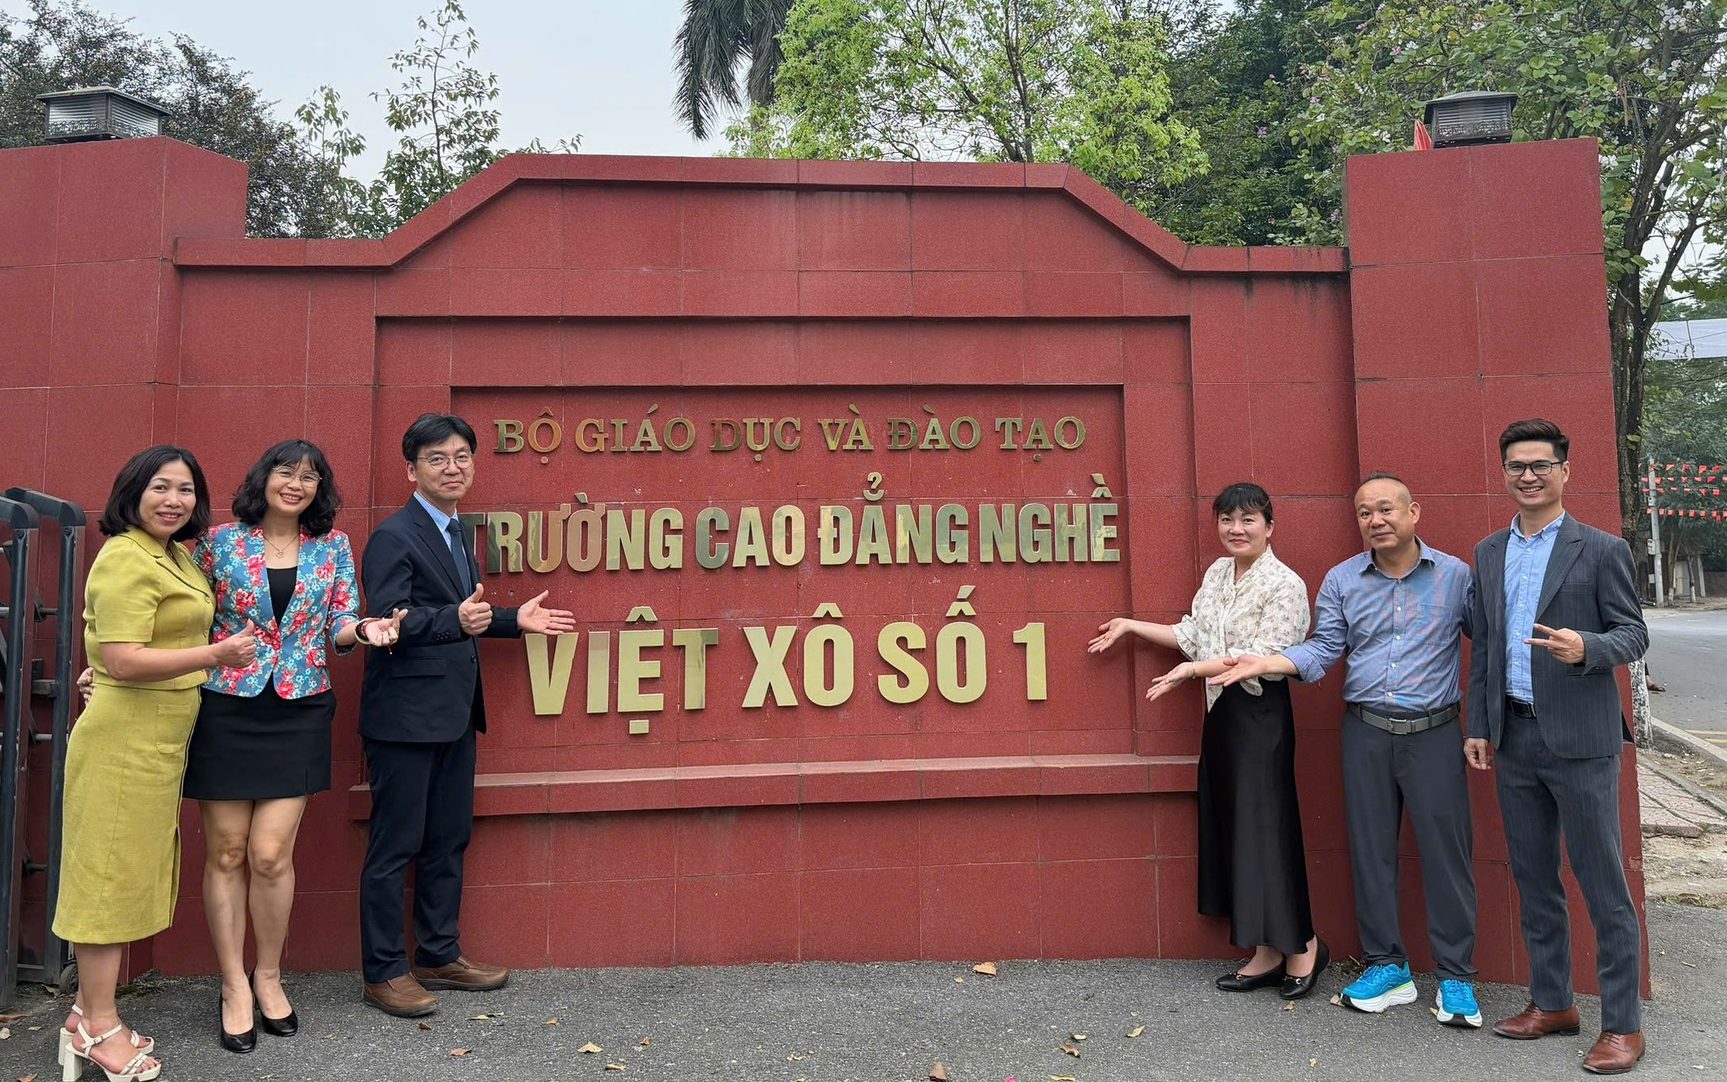 BỘ GIÁO DỤC VÀ ĐÀO TẠO
TRƯỜNG CAO ĐẲNG NGHỀ
VIỆT XÔ SỐ 1